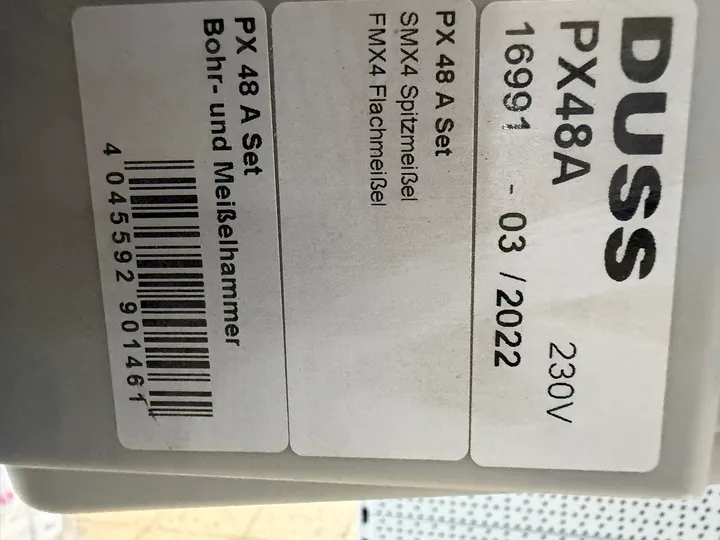 DUSS
PX48A 230V
16991 - 03 / 2022
PX 48 A Set
SMX4 Spitzmeißel
FMX4 Flachmeißel
PX 48 A Set
Bohr- und Meißelhammer
4 045592 901461